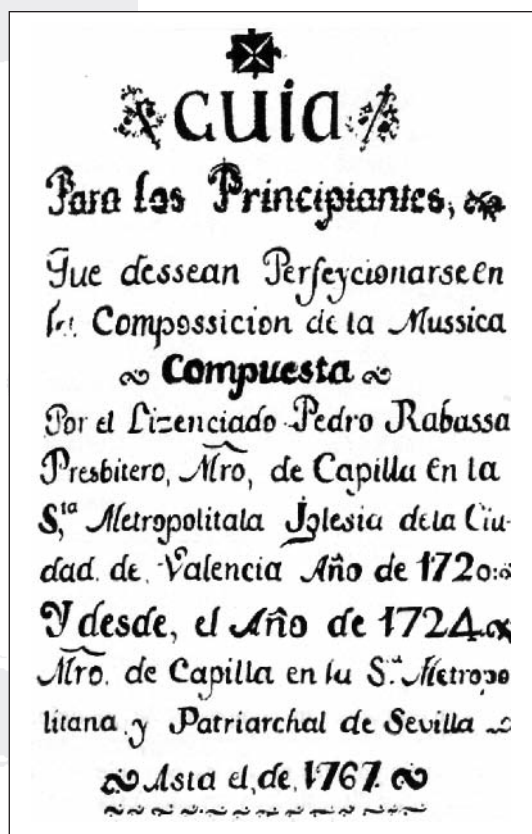 Guia
Para los Principiantes,
Que dessean Perfeycionarse en
la Compossicion de la Mussica
Compuesta
Por el Lizenciado Pedro Rabassa
Presbitero, Mro, de Capilla en la
S,ta Metropolitala Iglesia dela Ciu-
dad. de. Valencia Año de 1720:
Y desde, el Año de 1724.
Mro. de Capilla en la S.ta Metropo
litana y Patriarchal de Sevilla
Asta el, de, 1767.